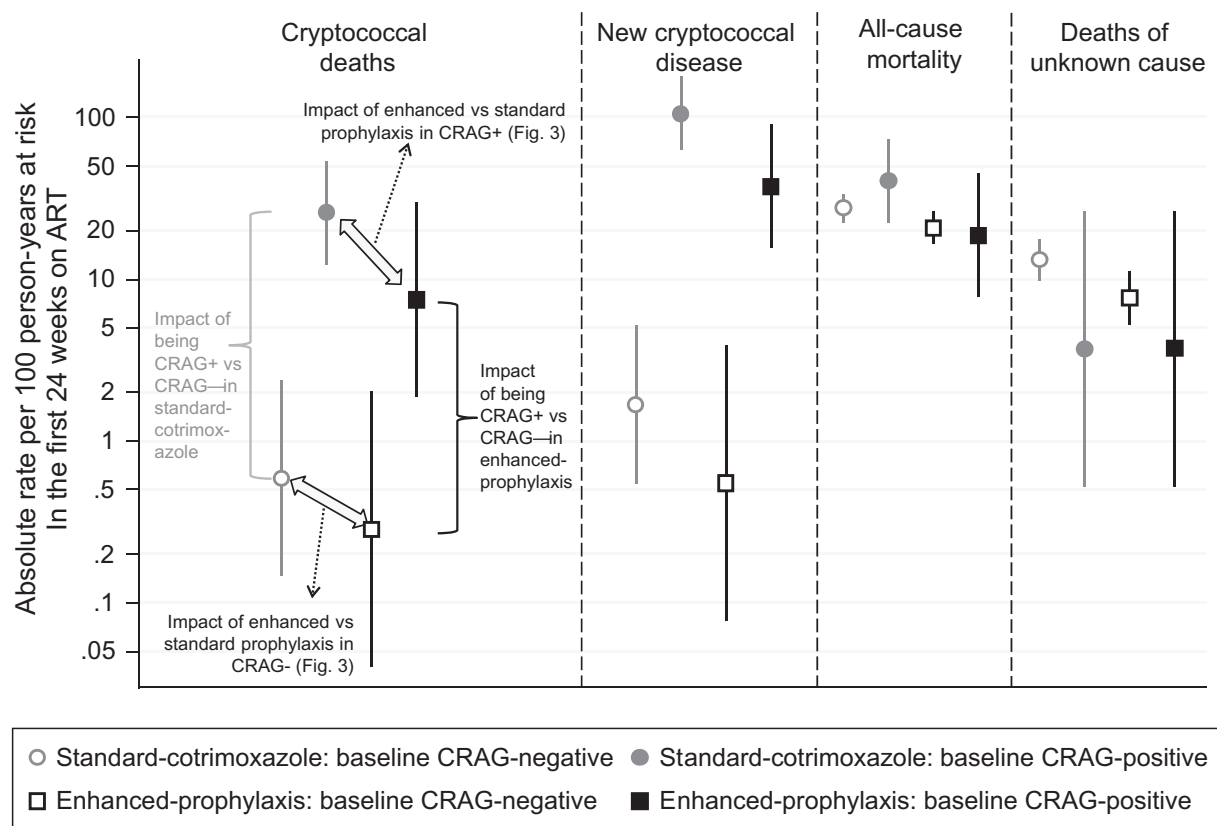 Cryptococcal
deaths
New cryptococcal
disease
All-cause
mortality
Deaths of
unknown cause
Absolute rate per 100 person-years at risk
In the first 24 weeks on ART
100
50
20
10
5
2
1
.5
.2
.1
.05
Impact of enhanced vs standard
prophylaxis in CRAG+ (Fig. 3)
Impact of
being
CRAG+ vs
CRAG—in
standard-
cotrimox-
azole
Impact
of being
CRAG+ vs
CRAG—in
enhanced-
prophylaxis
Impact of enhanced vs
standard prophylaxis in
CRAG- (Fig. 3)
Standard-cotrimoxazole: baseline CRAG-negative
Standard-cotrimoxazole: baseline CRAG-positive
Enhanced-prophylaxis: baseline CRAG-negative
Enhanced-prophylaxis: baseline CRAG-positive